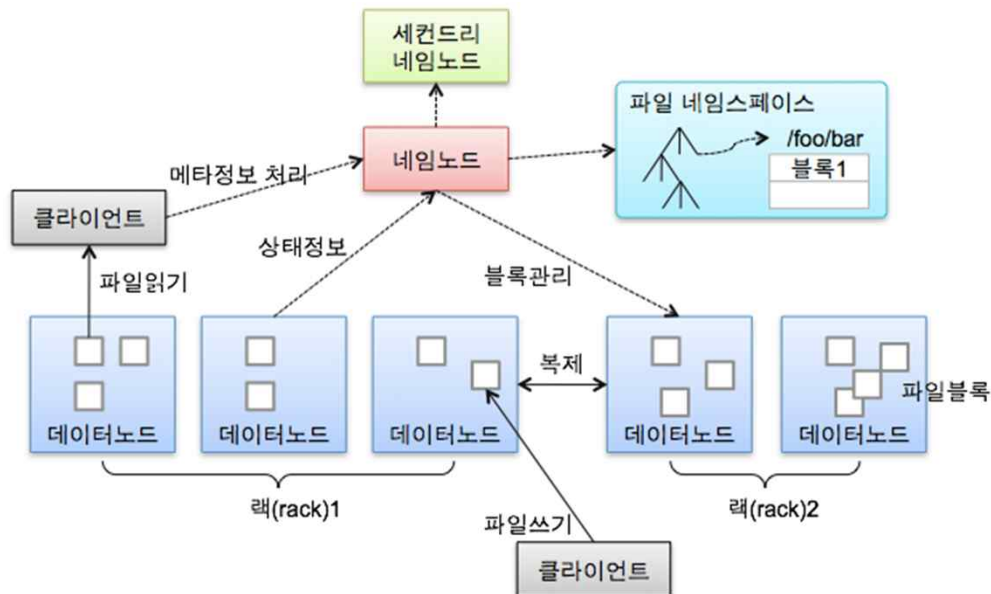 세컨드리
네임노드
파일 네임스페이스
/foo/bar
블록1
네임노드
메타정보 처리
클라이언트
상태정보
블록관리
파일읽기
복제
파일블록
데이터노드
데이터노드
데이터노드
데이터노드
데이터노드
랙(rack)1
랙(rack)2
파일쓰기
클라이언트